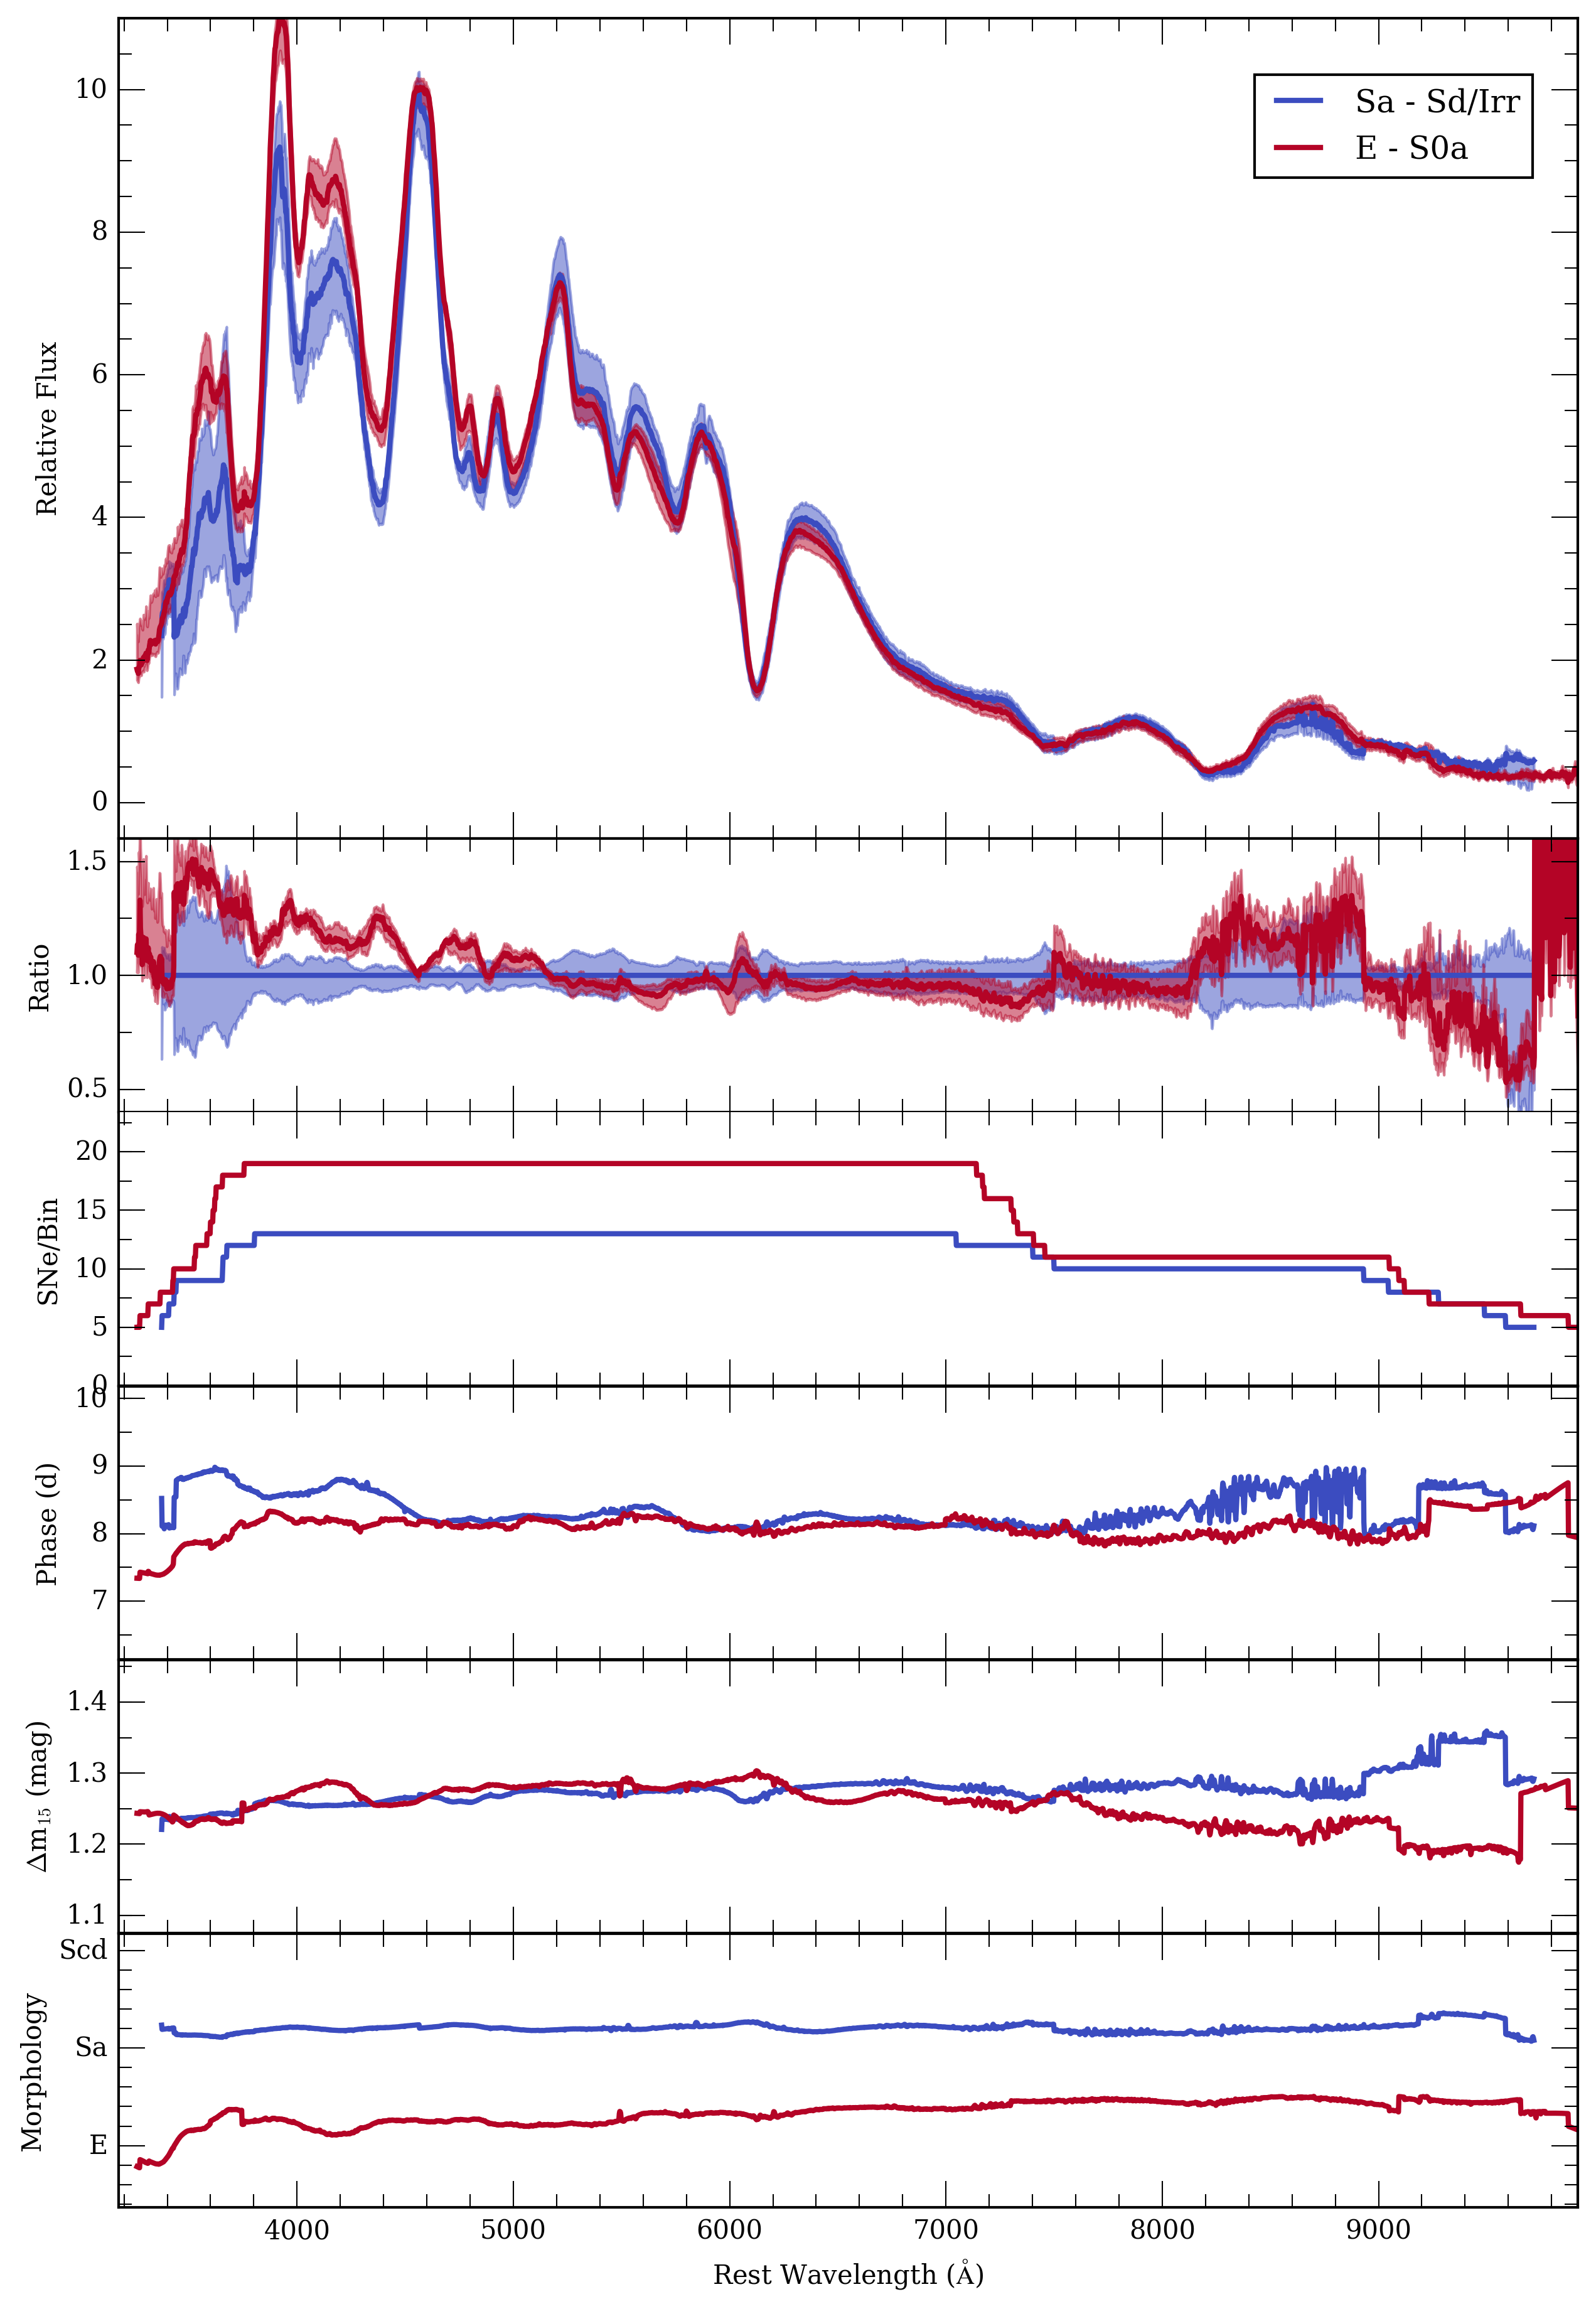 Sa - Sd/Irr
E - S0a
10
8
6
4
2
0
Relative Flux
1.5
1.0
0.5
Ratio
20
15
10
5
0
SNe/Bin
10
9
8
7
Phase (d)
1.4
1.3
1.2
1.1
Δm₁₅ (mag)
Scd
Sa
E
Morphology
4000 5000 6000 7000 8000 9000
Rest Wavelength (Å)